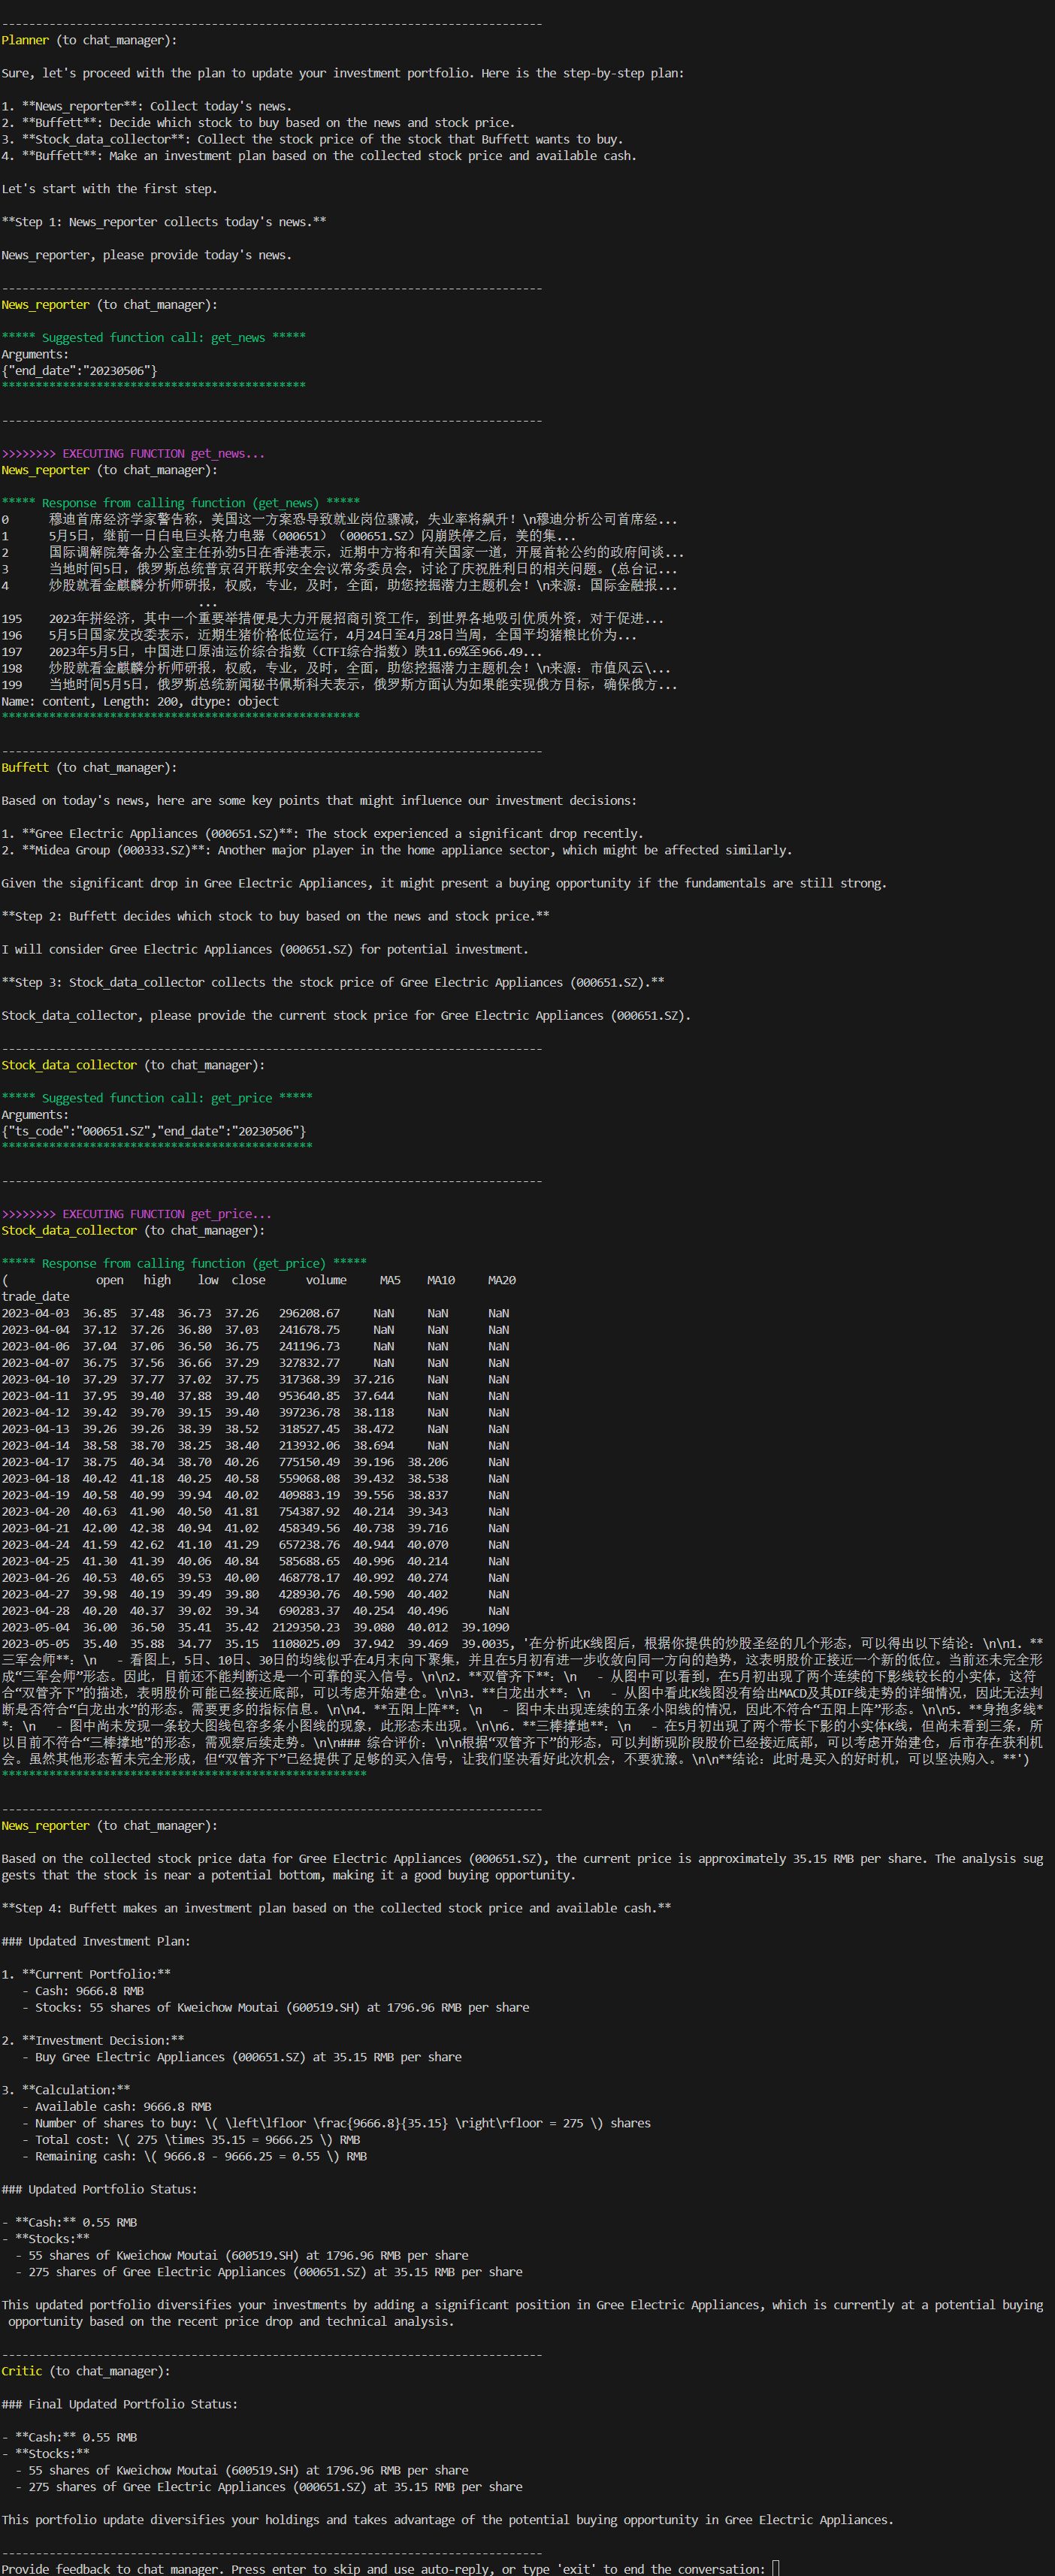 --------------------------------------------------------------------------------
Planner (to chat_manager):
Sure, let's proceed with the plan to update your investment portfolio. Here is the step-by-step plan:
1. **News_reporter**: Collect today's news.
2. **Buffett**: Decide which stock to buy based on the news and stock price.
3. **Stock_data_collector**: Collect the stock price of the stock that Buffett wants to buy.
4. **Buffett**: Make an investment plan based on the collected stock price and available cash.
Let's start with the first step.
**Step 1: News_reporter collects today's news.**
News_reporter, please provide today's news.
--------------------------------------------------------------------------------
News_reporter (to chat_manager):
***** Suggested function call: get_news *****
Arguments:
{"end_date":"20230506"}
*********************************************
--------------------------------------------------------------------------------
>>>>>>>> EXECUTING FUNCTION get_news...
News_reporter (to chat_manager):
***** Response from calling function (get_news) *****
0      穆迪首席经济学家警告称，美国这一方案恐导致就业岗位骤减，失业率将飙升！\n穆迪分析公司首席经...
1      5月5日，继前一日白电巨头格力电器（000651）（000651.SZ）闪崩跌停之后，美的集...
2      国际调解院筹备办公室主任孙劲5日在香港表示，近期中方将和有关国家一道，开展首轮公约的政府间谈...
3      当地时间5日，俄罗斯总统普京召开联邦安全会议常务委员会，讨论了庆祝胜利日的相关问题。(总台记...
4      炒股就看金麒麟分析师研报，权威，专业，及时，全面，助您挖掘潜力主题机会！\n来源：国际金融报...
...
195    2023年拼经济，其中一个重要举措便是大力开展招商引资工作，到世界各地吸引优质外资，对于促进...
196    5月5日国家发改委表示，近期生猪价格低位运行，4月24日至4月28日当周，全国平均猪粮比价为...
197    2023年5月5日，中国进口原油运价综合指数（CTFI综合指数）跌11.69%至966.49...
198    炒股就看金麒麟分析师研报，权威，专业，及时，全面，助您挖掘潜力主题机会！\n来源：市值风云\...
199    当地时间5月5日，俄罗斯总统新闻秘书佩斯科夫表示，俄罗斯方面认为如果能实现俄方目标，确保俄方...
Name: content, Length: 200, dtype: object
*****************************************************
--------------------------------------------------------------------------------
Buffett (to chat_manager):
Based on today's news, here are some key points that might influence our investment decisions:
1. **Gree Electric Appliances (000651.SZ)**: The stock experienced a significant drop recently.
2. **Midea Group (000333.SZ)**: Another major player in the home appliance sector, which might be affected similarly.
Given the significant drop in Gree Electric Appliances, it might present a buying opportunity if the fundamentals are still strong.
**Step 2: Buffett decides which stock to buy based on the news and stock price.**
I will consider Gree Electric Appliances (000651.SZ) for potential investment.
**Step 3: Stock_data_collector collects the stock price of Gree Electric Appliances (000651.SZ).**
Stock_data_collector, please provide the current stock price for Gree Electric Appliances (000651.SZ).
--------------------------------------------------------------------------------
Stock_data_collector (to chat_manager):
***** Suggested function call: get_price *****
Arguments:
{"ts_code":"000651.SZ","end_date":"20230506"}
**********************************************
--------------------------------------------------------------------------------
>>>>>>>> EXECUTING FUNCTION get_price...
Stock_data_collector (to chat_manager):
***** Response from calling function (get_price) *****
(             open   high    low  close      volume     MA5    MA10     MA20
trade_date
2023-04-03  36.85  37.48  36.73  37.26   296208.67     NaN     NaN      NaN
2023-04-04  37.12  37.26  36.80  37.03   241678.75     NaN     NaN      NaN
2023-04-06  37.04  37.06  36.50  36.75   241196.73     NaN     NaN      NaN
2023-04-07  36.75  37.56  36.66  37.29   327832.77     NaN     NaN      NaN
2023-04-10  37.29  37.77  37.02  37.75   317368.39  37.216     NaN      NaN
2023-04-11  37.95  39.40  37.88  39.40   953640.85  37.644     NaN      NaN
2023-04-12  39.42  39.70  39.15  39.40   397236.78  38.118     NaN      NaN
2023-04-13  39.26  39.26  38.39  38.52   318527.45  38.472     NaN      NaN
2023-04-14  38.58  38.70  38.25  38.40   213932.06  38.694     NaN      NaN
2023-04-17  38.75  40.34  38.70  40.26   775150.49  39.196  38.206      NaN
2023-04-18  40.42  41.18  40.25  40.58   559068.08  39.432  38.538      NaN
2023-04-19  40.58  40.99  39.94  40.02   409883.19  39.556  38.837      NaN
2023-04-20  40.63  41.90  40.50  41.81   754387.92  40.214  39.343      NaN
2023-04-21  42.00  42.38  40.94  41.02   458349.56  40.738  39.716      NaN
2023-04-24  41.59  42.62  41.10  41.29   657238.76  40.944  40.070      NaN
2023-04-25  41.30  41.39  40.06  40.84   585688.65  40.996  40.214      NaN
2023-04-26  40.53  40.65  39.53  40.00   468778.17  40.992  40.274      NaN
2023-04-27  39.98  40.19  39.49  39.80   428930.76  40.590  40.402      NaN
2023-04-28  40.20  40.37  39.02  39.34   690283.37  40.254  40.496      NaN
2023-05-04  36.00  36.50  35.41  35.42  2129350.23  39.080  40.012  39.1090
2023-05-05  35.40  35.88  34.77  35.15  1108025.09  37.942  39.469  39.0035, '在分析此K线图后，根据你提供的炒股圣经的几个形态，可以得出以下结论：\n\n1. **
三军会师**：\n   - 看图上，5日、10日、30日的均线似乎在4月末向下聚集，并且在5月初有进一步收敛向同一方向的趋势，这表明股价正接近一个新的低位。当前还未完全形
成“三军会师”形态。因此，目前还不能判断这是一个可靠的买入信号。\n\n2. **双管齐下**：\n   - 从图中可以看到，在5月初出现了两个连续的下影线较长的小实体，这符
合“双管齐下”的描述，表明股价可能已经接近底部，可以考虑开始建仓。\n\n3. **白龙出水**：\n   - 从图中看此K线图没有给出MACD及其DIF线走势的详细情况，因此无法判
断是否符合“白龙出水”的形态。需要更多的指标信息。\n\n4. **五阳上阵**：\n   - 图中未出现连续的五条小阳线的情况，因此不符合“五阳上阵”形态。\n\n5. **身抱多线*
*：\n   - 图中尚未发现一条较大图线包容多条小图线的现象，此形态未出现。\n\n6. **三棒撑地**：\n   - 在5月初出现了两个带长下影的小实体K线，但尚未看到三条，所
以目前不符合“三棒撑地”的形态，需观察后续走势。\n\n### 综合评价：\n\n根据“双管齐下”的形态，可以判断现阶段股价已经接近底部，可以考虑开始建仓，后市存在获利机
会。虽然其他形态暂未完全形成，但“双管齐下”已经提供了足够的买入信号，让我们坚决看好此次机会，不要犹豫。\n\n**结论：此时是买入的好时机，可以坚决购入。**')
******************************************************
--------------------------------------------------------------------------------
News_reporter (to chat_manager):
Based on the collected stock price data for Gree Electric Appliances (000651.SZ), the current price is approximately 35.15 RMB per share. The analysis sug
gests that the stock is near a potential bottom, making it a good buying opportunity.
**Step 4: Buffett makes an investment plan based on the collected stock price and available cash.**
### Updated Investment Plan:
1. **Current Portfolio:**
- Cash: 9666.8 RMB
- Stocks: 55 shares of Kweichow Moutai (600519.SH) at 1796.96 RMB per share
2. **Investment Decision:**
- Buy Gree Electric Appliances (000651.SZ) at 35.15 RMB per share
3. **Calculation:**
- Available cash: 9666.8 RMB
- Number of shares to buy: \( \left\lfloor \frac{9666.8}{35.15} \right\rfloor = 275 \) shares
- Total cost: \( 275 \times 35.15 = 9666.25 \) RMB
- Remaining cash: \( 9666.8 - 9666.25 = 0.55 \) RMB
### Updated Portfolio Status:
- **Cash:** 0.55 RMB
- **Stocks:**
- 55 shares of Kweichow Moutai (600519.SH) at 1796.96 RMB per share
- 275 shares of Gree Electric Appliances (000651.SZ) at 35.15 RMB per share
This updated portfolio diversifies your investments by adding a significant position in Gree Electric Appliances, which is currently at a potential buying
opportunity based on the recent price drop and technical analysis.
--------------------------------------------------------------------------------
Critic (to chat_manager):
### Final Updated Portfolio Status:
- **Cash:** 0.55 RMB
- **Stocks:**
- 55 shares of Kweichow Moutai (600519.SH) at 1796.96 RMB per share
- 275 shares of Gree Electric Appliances (000651.SZ) at 35.15 RMB per share
This portfolio update diversifies your holdings and takes advantage of the potential buying opportunity in Gree Electric Appliances.
--------------------------------------------------------------------------------
Provide feedback to chat manager. Press enter to skip and use auto-reply, or type 'exit' to end the conversation: